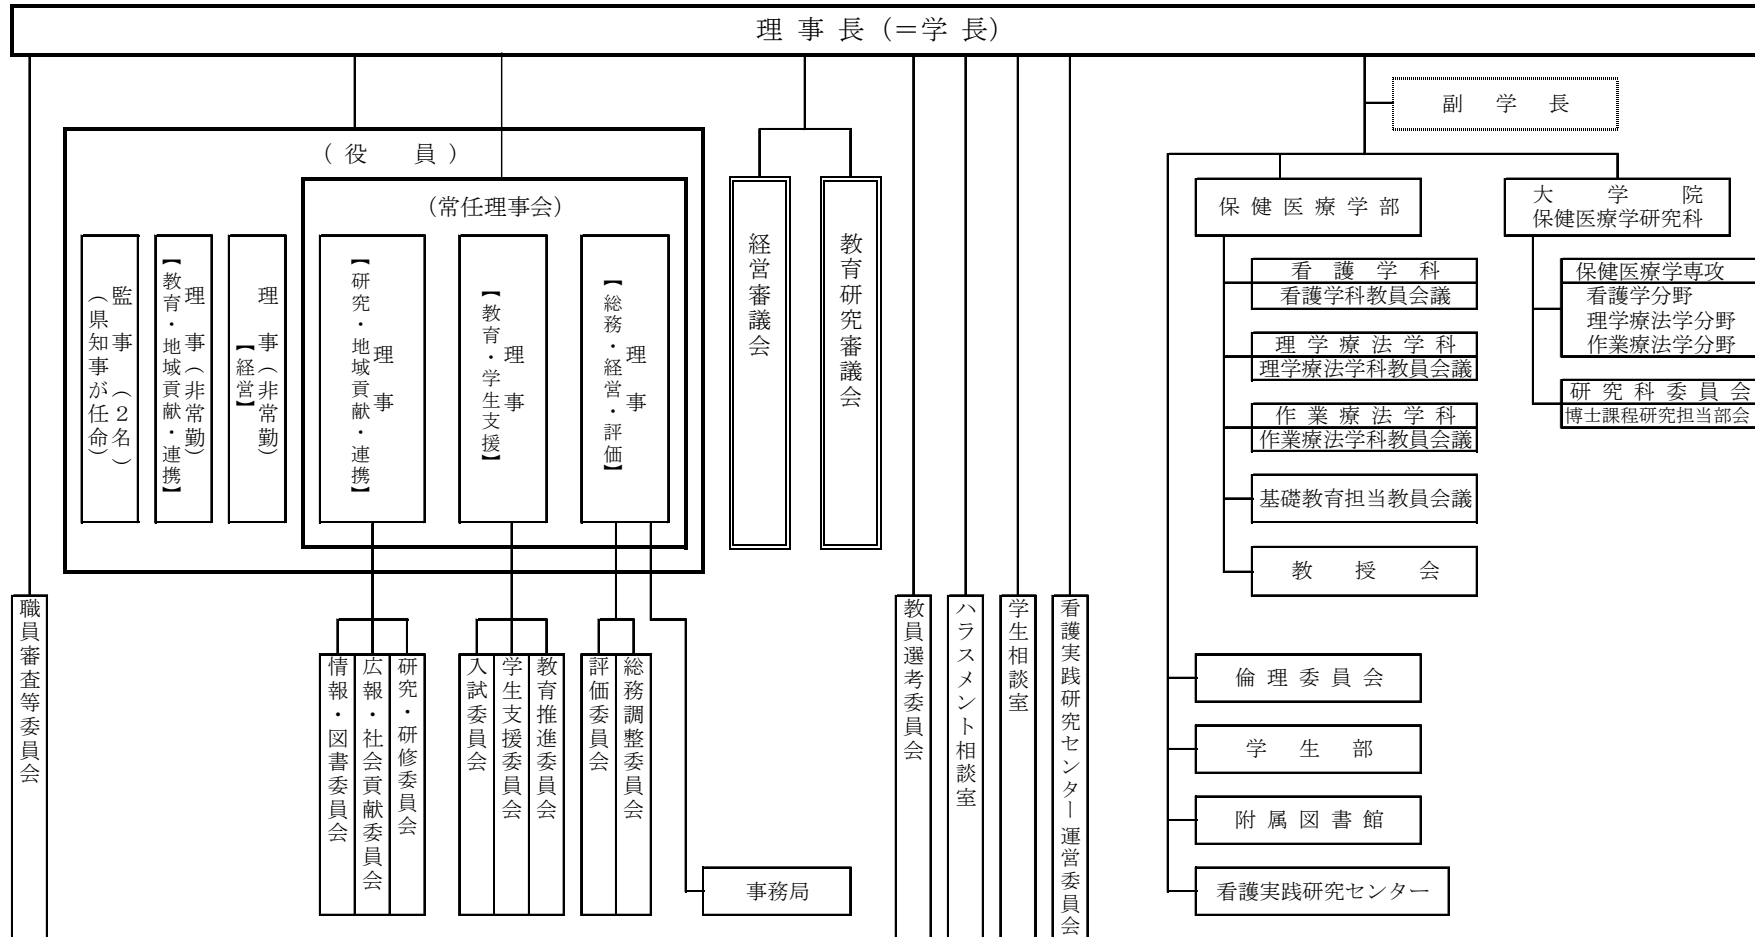 理事長(＝学長)
副学長
(役員)
(常任理事会)
監事(２名)
(県知事が任命)
理事(非常勤)
【教育・地域貢献・連携】
理事(非常勤)
【経営】
理事
【研究・地域貢献・連携】
理事
【教育・学生支援】
理事
【総務・経営・評価】
経営審議会
教育研究審議会
保健医療学部
看護学科
看護学科教員会議
理学療法学科
理学療法学科教員会議
作業療法学科
作業療法学科教員会議
基礎教育担当教員会議
教授会
大学院
保健医療学研究科
保健医療学専攻
看護学分野
理学療法学分野
作業療法学分野
研究科委員会
博士課程研究担当部会
職員審査等委員会
情報・図書委員会
広報・社会貢献委員会
研究・研修委員会
入試委員会
学生支援委員会
教育推進委員会
評価委員会
総務調整委員会
事務局
教員選考委員会
ハラスメント相談室
学生相談室
看護実践研究センター運営委員会
倫理委員会
学生部
附属図書館
看護実践研究センター